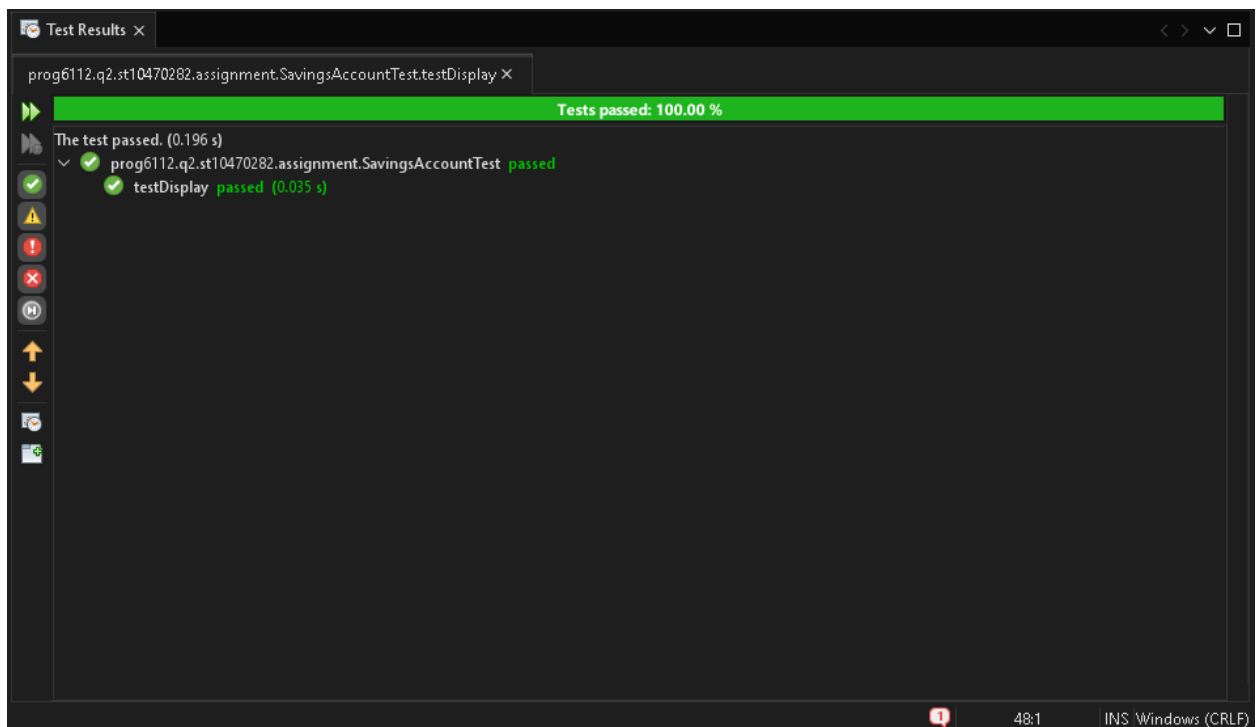 Test Results
prog6112.q2.st10470282.assignment.SavingsAccountTest.testDisplay
Tests passed: 100.00 %
The test passed. (0.196 s)
prog6112.q2.st10470282.assignment.SavingsAccountTest passed
testDisplay passed (0.035 s)
1 48:1 INS Windows (CRLF)